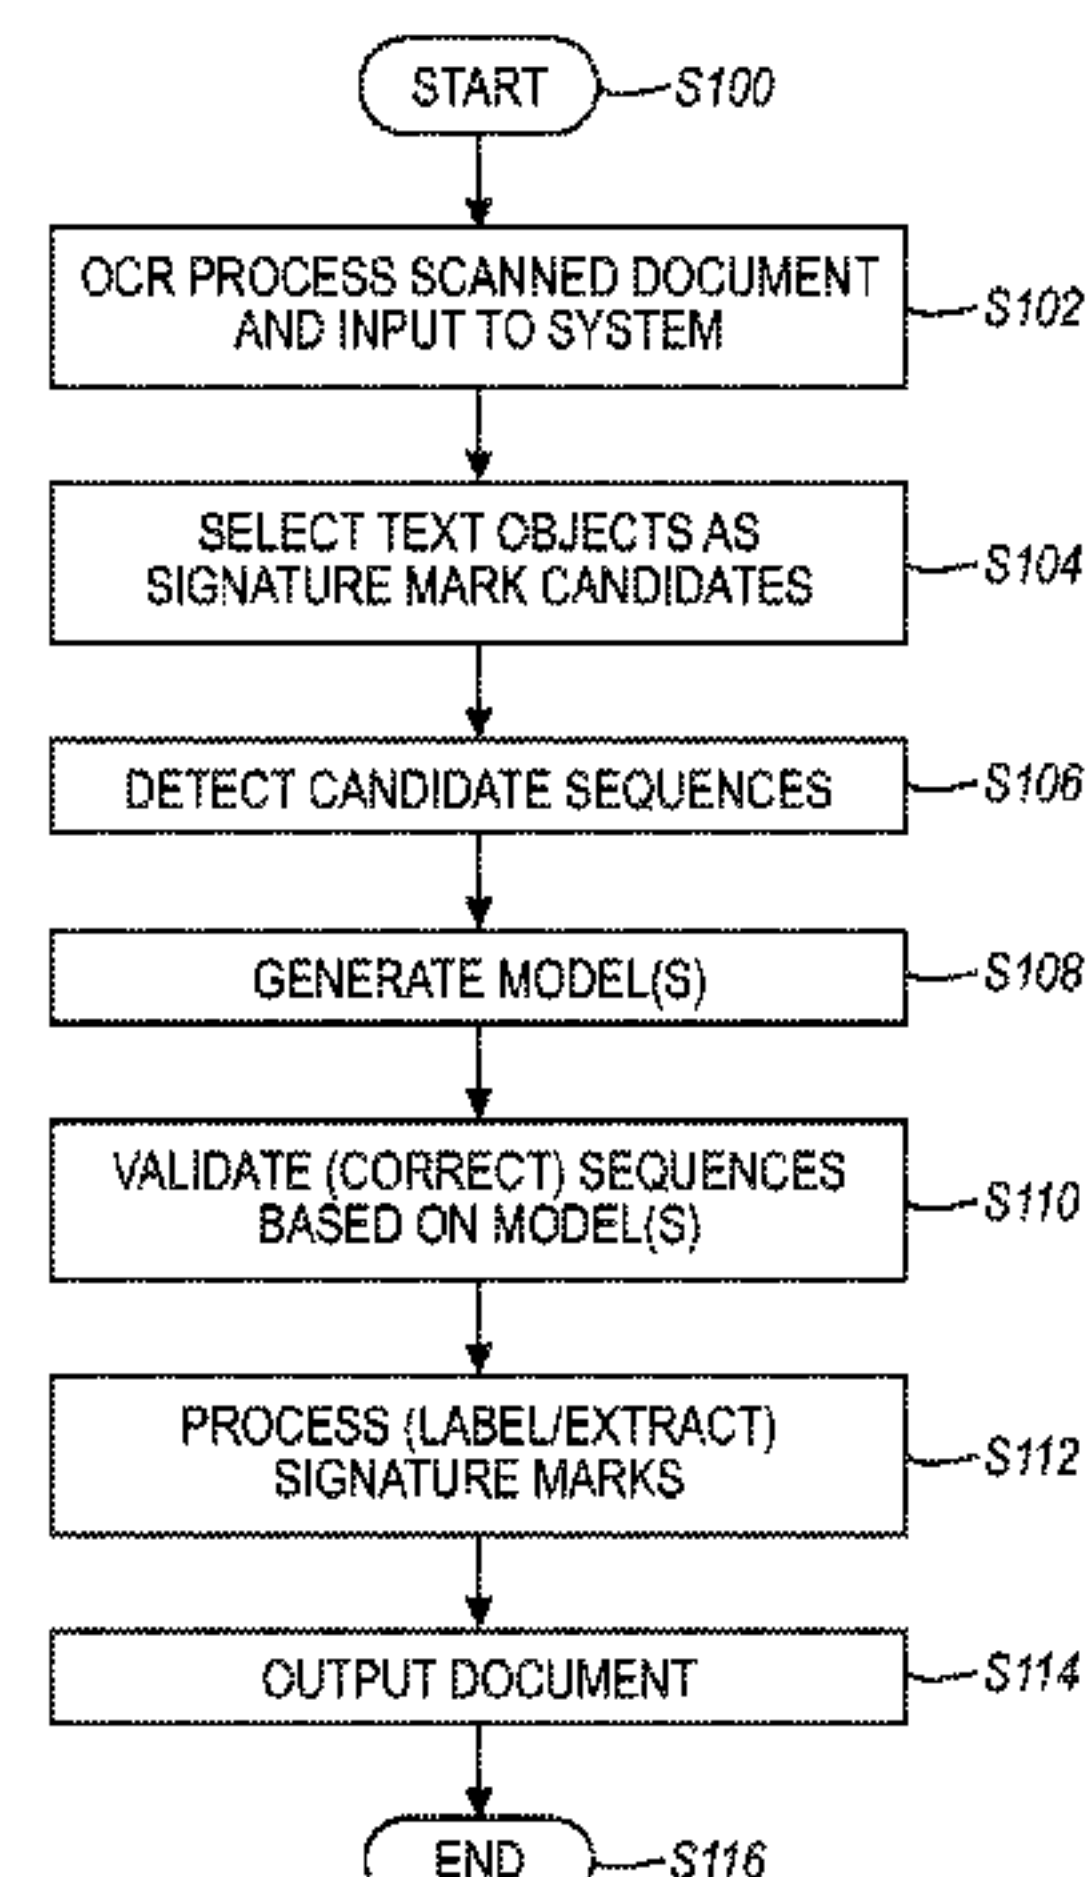 START S100
OCR PROCESS SCANNED DOCUMENT
AND INPUT TO SYSTEM
S102
SELECT TEXT OBJECTS AS
SIGNATURE MARK CANDIDATES
S104
DETECT CANDIDATE SEQUENCES S106
GENERATE MODEL(S) S108
VALIDATE (CORRECT) SEQUENCES
BASED ON MODEL(S)
S110
PROCESS (LABEL/EXTRACT)
SIGNATURE MARKS
S112
OUTPUT DOCUMENT S114
END S116